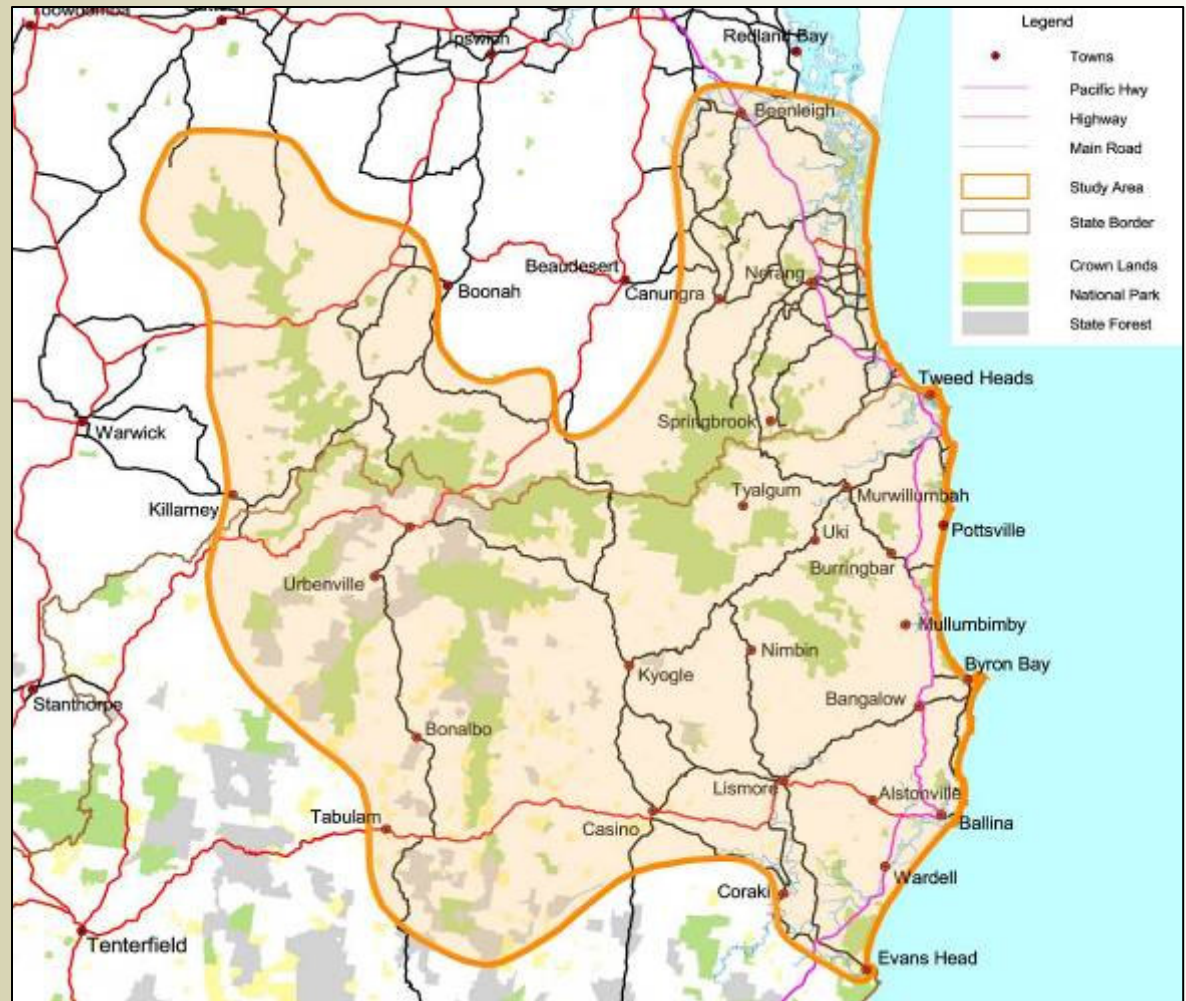 Ipswich
Redland Bay
Beenleigh
Legend
Towns
Pacific Hwy
Highway
Main Road
Study Area
State Border
Crown Lands
National Park
State Forest
Beaudesert
Boonah
Canungra
Nerang
Tweed Heads
Springbrook
Warwick
Killarney
Tyalgum
Murwillumbah
Uki
Pottsville
Burringbar
Urbenville
Mullumbimby
Nimbin
Kyogle
Byron Bay
Bangalow
Stanthorpe
Bonalbo
Lismore
Alstonville
Tabulam
Casino
Ballina
Wardell
Coraki
Tenterfield
Evans Head